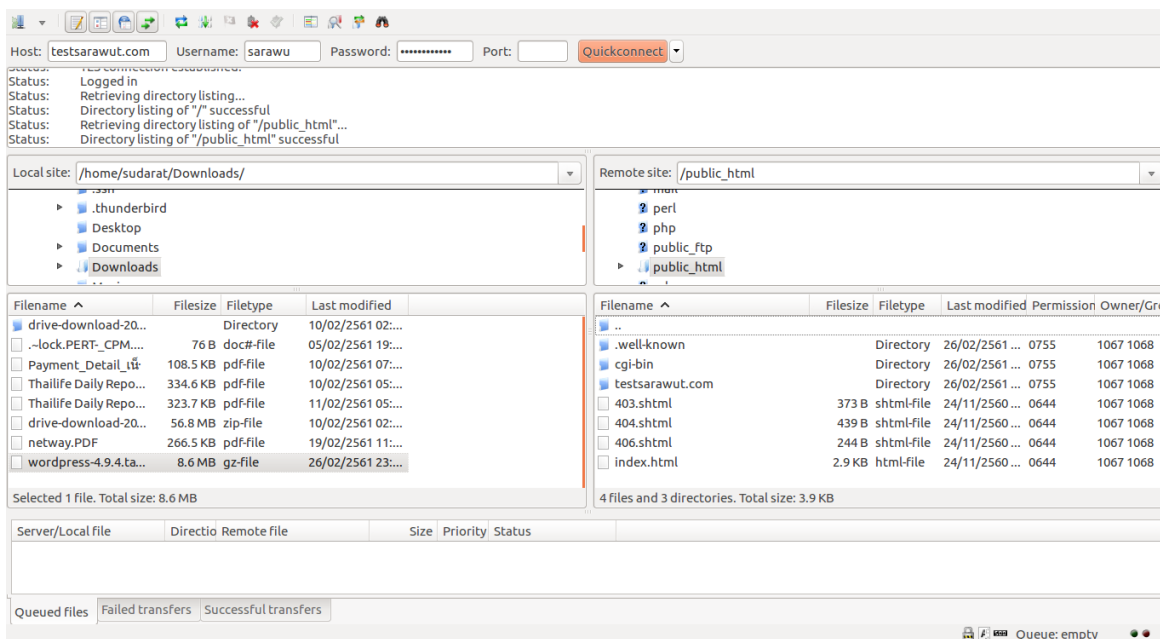 Host: testsarawut.com Username: sarawu Password: •••••••••••• Port: Quickconnect
Status: TLS connection established.
Status: Logged in
Status: Retrieving directory listing...
Status: Directory listing of "/" successful
Status: Retrieving directory listing of "/public_html"...
Status: Directory listing of "/public_html" successful
Local site: /home/sudarat/Downloads/
.ssh
.thunderbird
Desktop
Documents
Downloads
Remote site: /public_html
mail
perl
php
public_ftp
public_html
Filename Filesize Filetype Last modified
drive-download-20... Directory 10/02/2561 02:...
.~lock.PERT-_CPM.... 76 B doc#-file 05/02/2561 19:...
Payment_Detail_เน็ 108.5 KB pdf-file 10/02/2561 07:...
Thailife Daily Repo... 334.6 KB pdf-file 10/02/2561 05:...
Thailife Daily Repo... 323.7 KB pdf-file 11/02/2561 05:...
drive-download-20... 56.8 MB zip-file 10/02/2561 02:...
netway.PDF 266.5 KB pdf-file 19/02/2561 11:...
wordpress-4.9.4.ta... 8.6 MB gz-file 26/02/2561 23:...
Selected 1 file. Total size: 8.6 MB
Filename Filesize Filetype Last modified Permission Owner/Gro
..
.well-known Directory 26/02/2561 ... 0755 1067 1068
cgi-bin Directory 26/02/2561 ... 0755 1067 1068
testsarawut.com Directory 26/02/2561 ... 0755 1067 1068
403.shtml 373 B shtml-file 24/11/2560 ... 0644 1067 1068
404.shtml 439 B shtml-file 24/11/2560 ... 0644 1067 1068
406.shtml 244 B shtml-file 24/11/2560 ... 0644 1067 1068
index.html 2.9 KB html-file 24/11/2560 ... 0644 1067 1068
4 files and 3 directories. Total size: 3.9 KB
Server/Local file Directio Remote file Size Priority Status
Queued files Failed transfers Successful transfers
Queue: empty